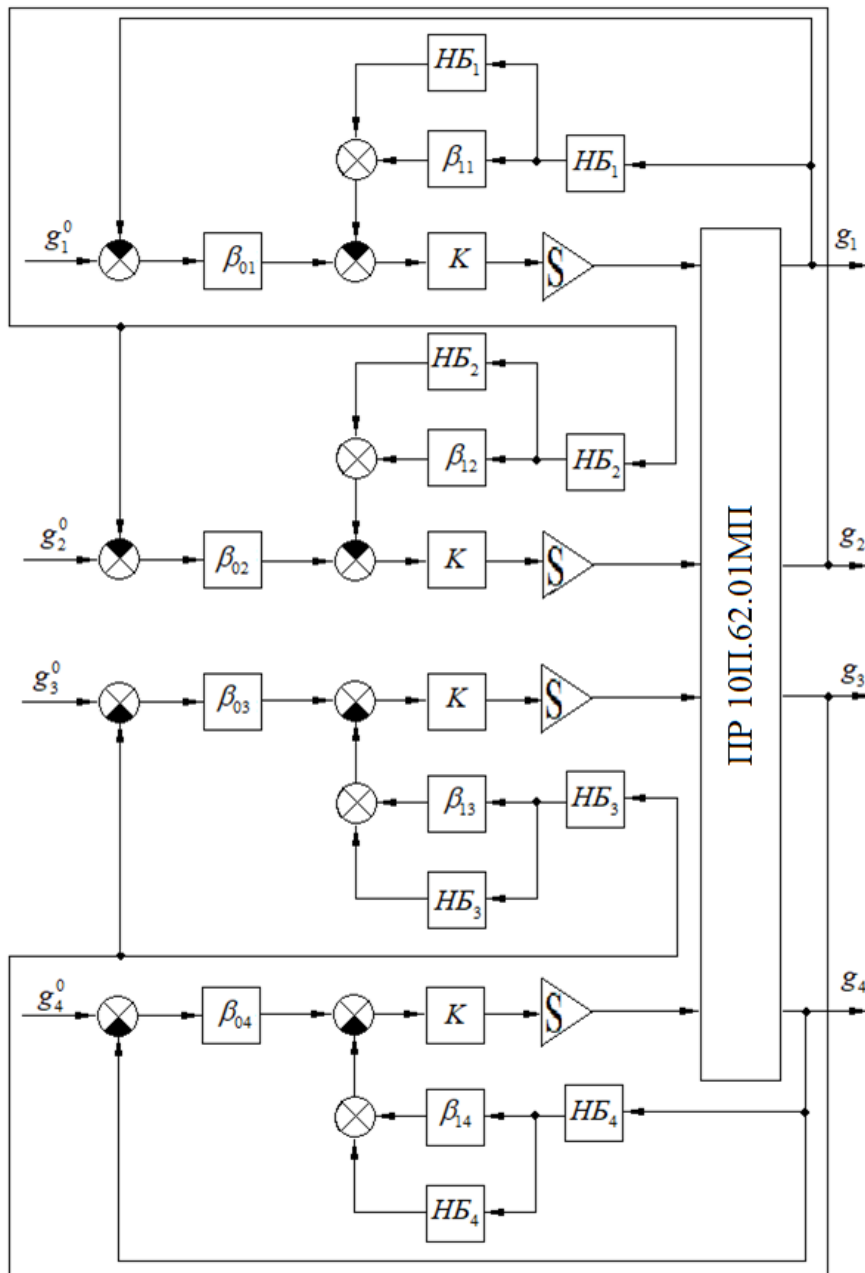 НБ₁
β₁₁
НБ₁
g₁⁰
β₀₁
K
S
g₁
НБ₂
β₁₂
НБ₂
g₂⁰
β₀₂
K
S
g₂
ПР 10П.62.01МП
g₃⁰
β₀₃
K
S
g₃
β₁₃
НБ₃
НБ₃
g₄⁰
β₀₄
K
S
g₄
β₁₄
НБ₄
НБ₄